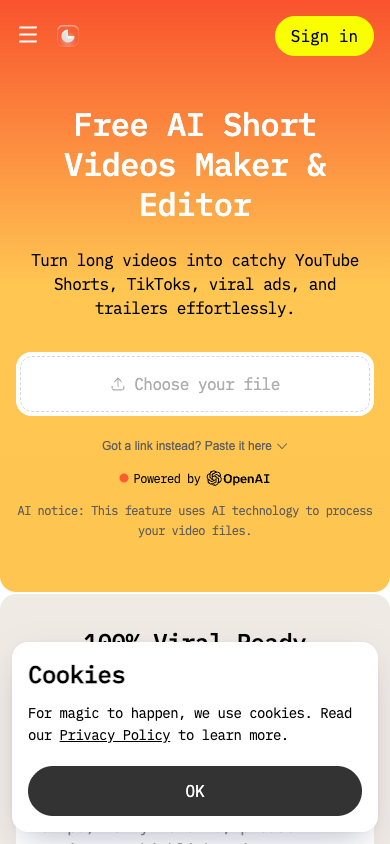 Sign in
Free AI Short
Videos Maker &
Editor
Turn long videos into catchy YouTube
Shorts, TikToks, viral ads, and
trailers effortlessly.
Choose your file
Got a link instead? Paste it here
Powered by OpenAI
AI notice: This feature uses AI technology to process
your video files.
100% Viral Ready
Cookies
For magic to happen, we use cookies. Read
our Privacy Policy to learn more.
OK